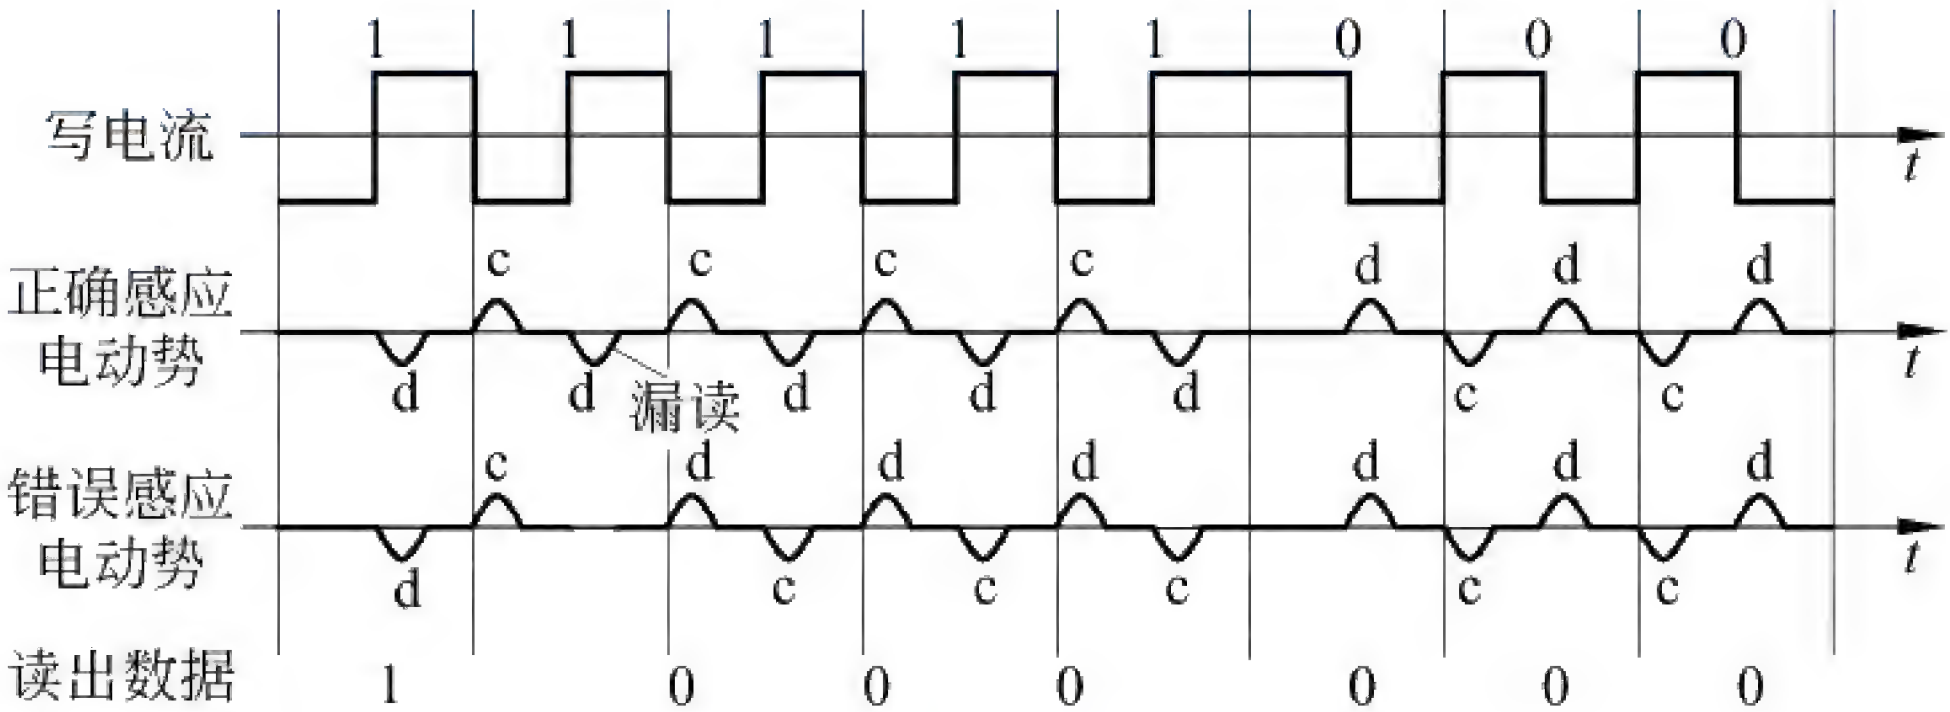 1 1 1 1 1 0 0 0
写电流
t
c c c c d d d
正确感应
电动势
t
d d 漏读 d d d c c
c d d d d d d
错误感应
电动势
t
d c c c c c
读出数据 1 0 0 0 0 0 0